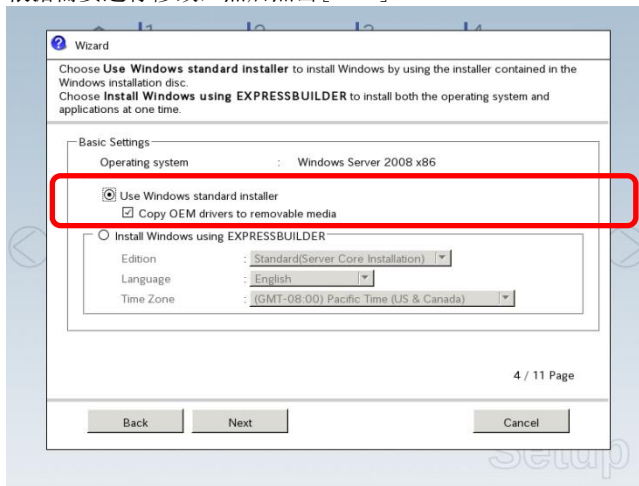 Wizard
Choose Use Windows standard installer to install Windows by using the installer contained in the
Windows installation disc.
Choose Install Windows using EXPRESSBUILDER to install both the operating system and
applications at one time.
Basic Settings
Operating system : Windows Server 2008 x86
Use Windows standard installer
Copy OEM drivers to removable media
Install Windows using EXPRESSBUILDER
Edition : Standard(Server Core Installation)
Language : English
Time Zone : (GMT-08:00) Pacific Time (US & Canada)
4 / 11 Page
Back Next Cancel
Setup